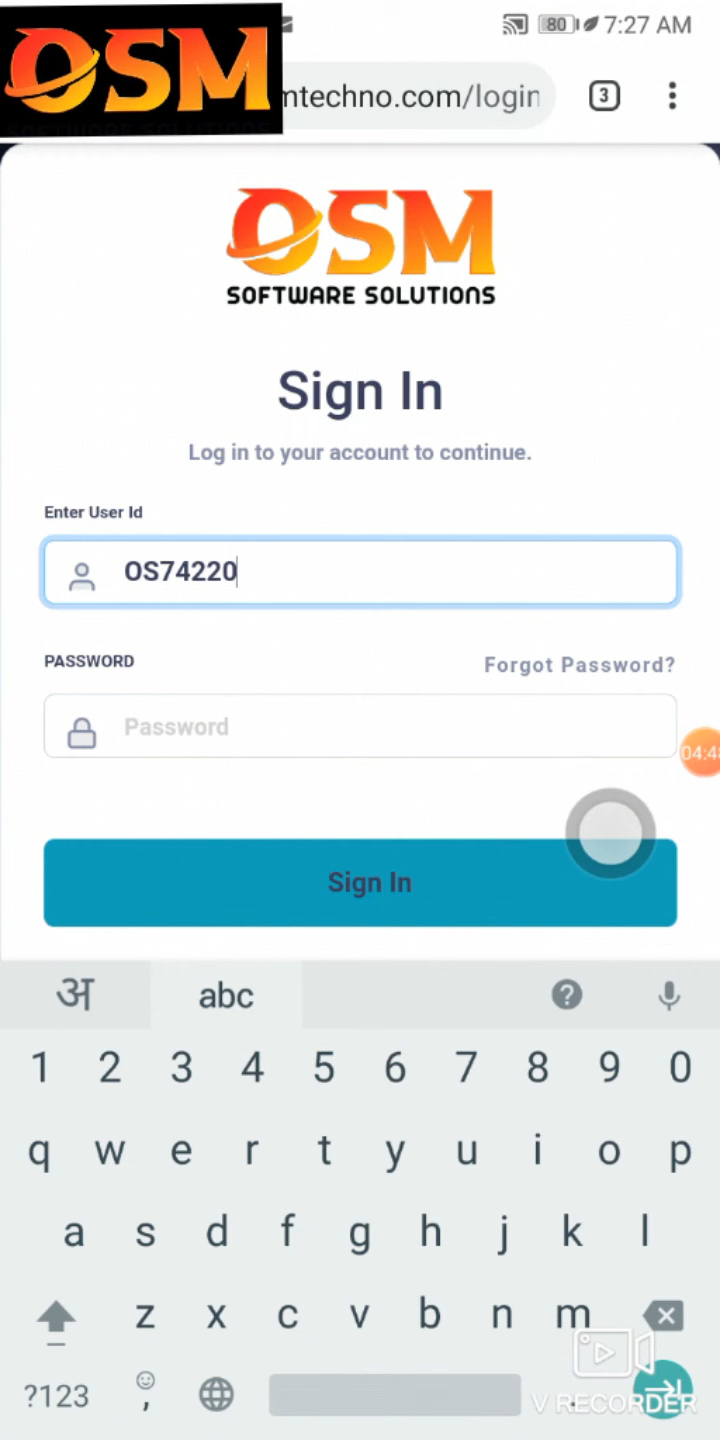 OSM
80
7:27 AM
mtechno.com/login
3
OSM
SOFTWARE SOLUTIONS
Sign In
Log in to your account to continue.
Enter User Id
OS74220
PASSWORD
Forgot Password?
Password
04:48
Sign In
अ abc
1 2 3 4 5 6 7 8 9 0
q w e r t y u i o p
a s d f g h j k l
z x c v b n m
?123 , .
V RECORDER